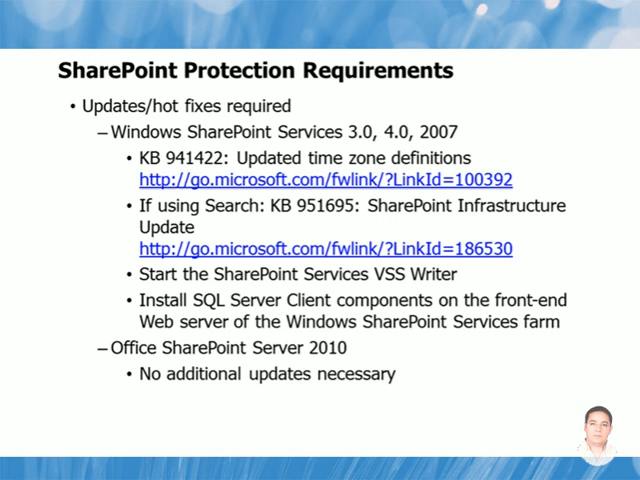 SharePoint Protection Requirements
• Updates/hot fixes required
– Windows SharePoint Services 3.0, 4.0, 2007
• KB 941422: Updated time zone definitions
http://go.microsoft.com/fwlink/?LinkId=100392
• If using Search: KB 951695: SharePoint Infrastructure
Update
http://go.microsoft.com/fwlink/?LinkId=186530
• Start the SharePoint Services VSS Writer
• Install SQL Server Client components on the front-end
Web server of the Windows SharePoint Services farm
– Office SharePoint Server 2010
• No additional updates necessary